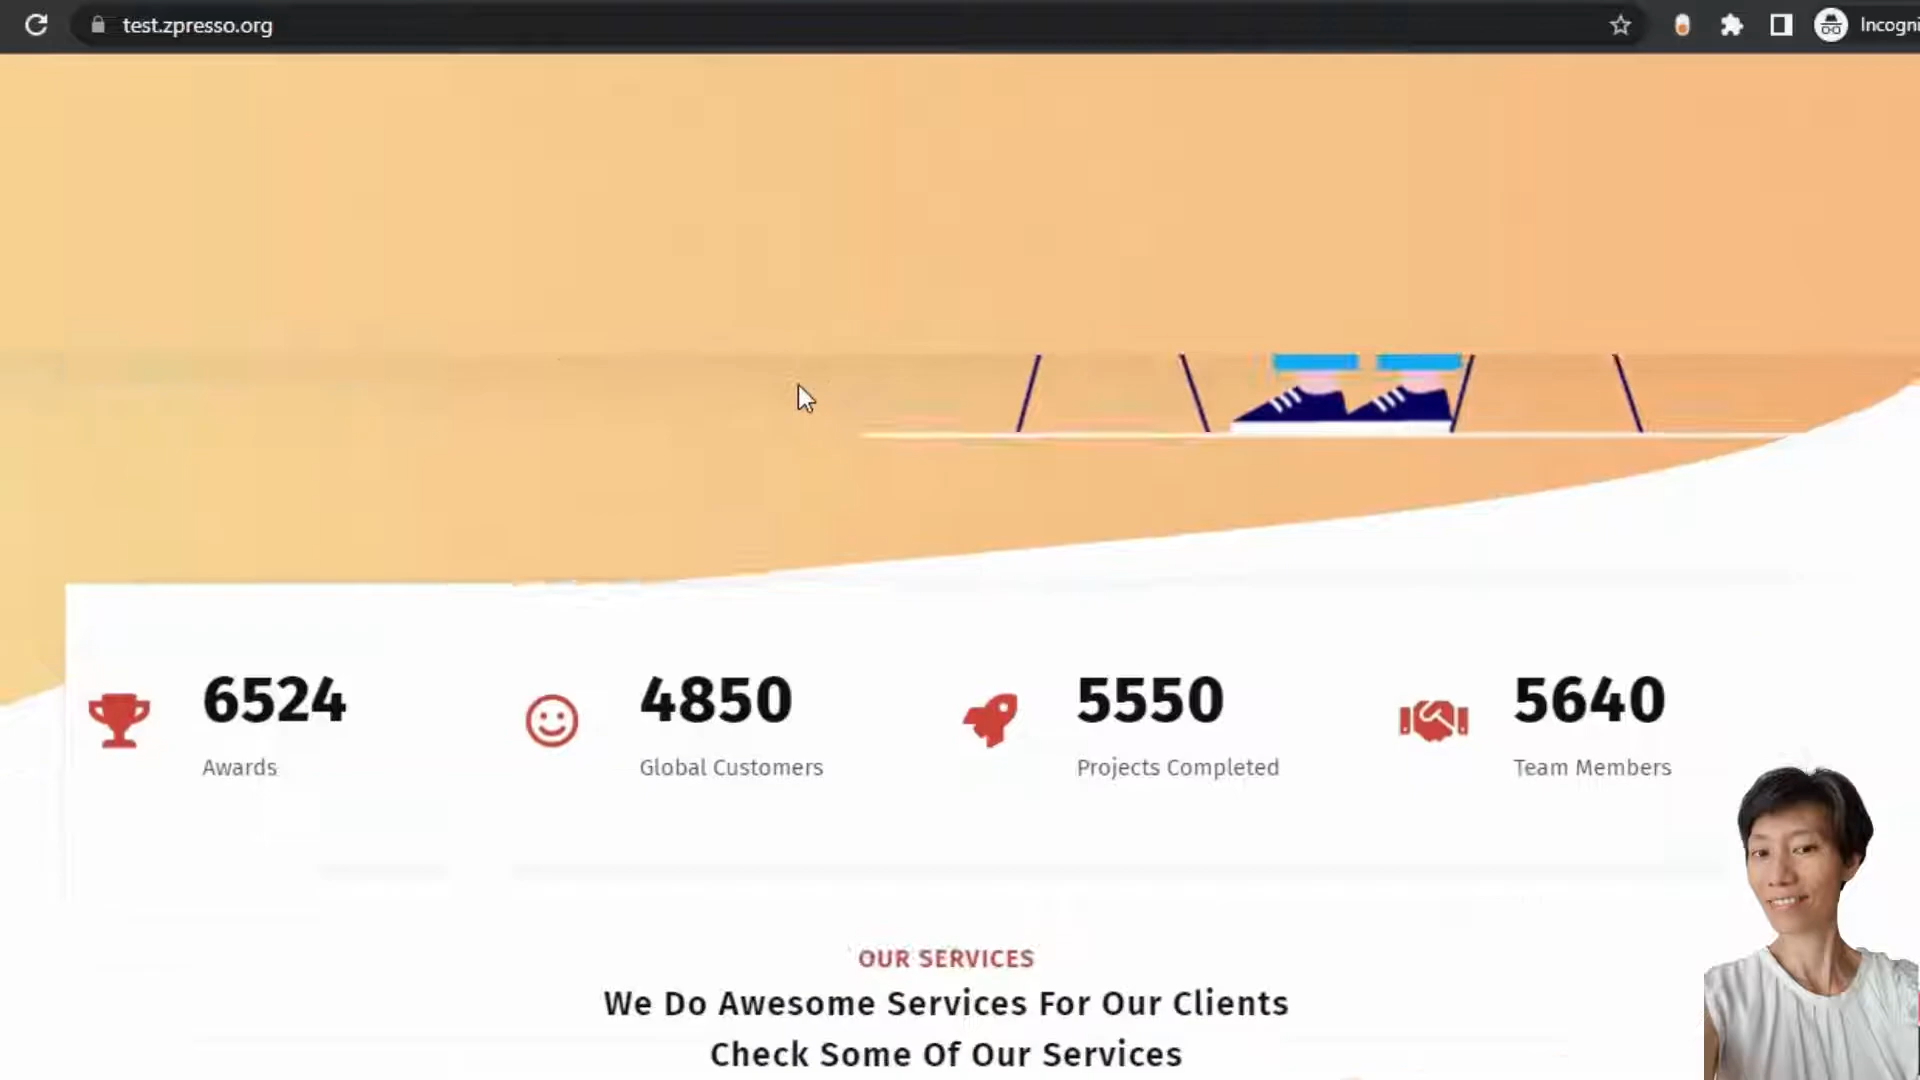 test.zpresso.org
Incogni
6524
4850
5550
5640
Awards
Global Customers
Projects Completed
Team Members
OUR SERVICES
We Do Awesome Services For Our Clients
Check Some Of Our Services